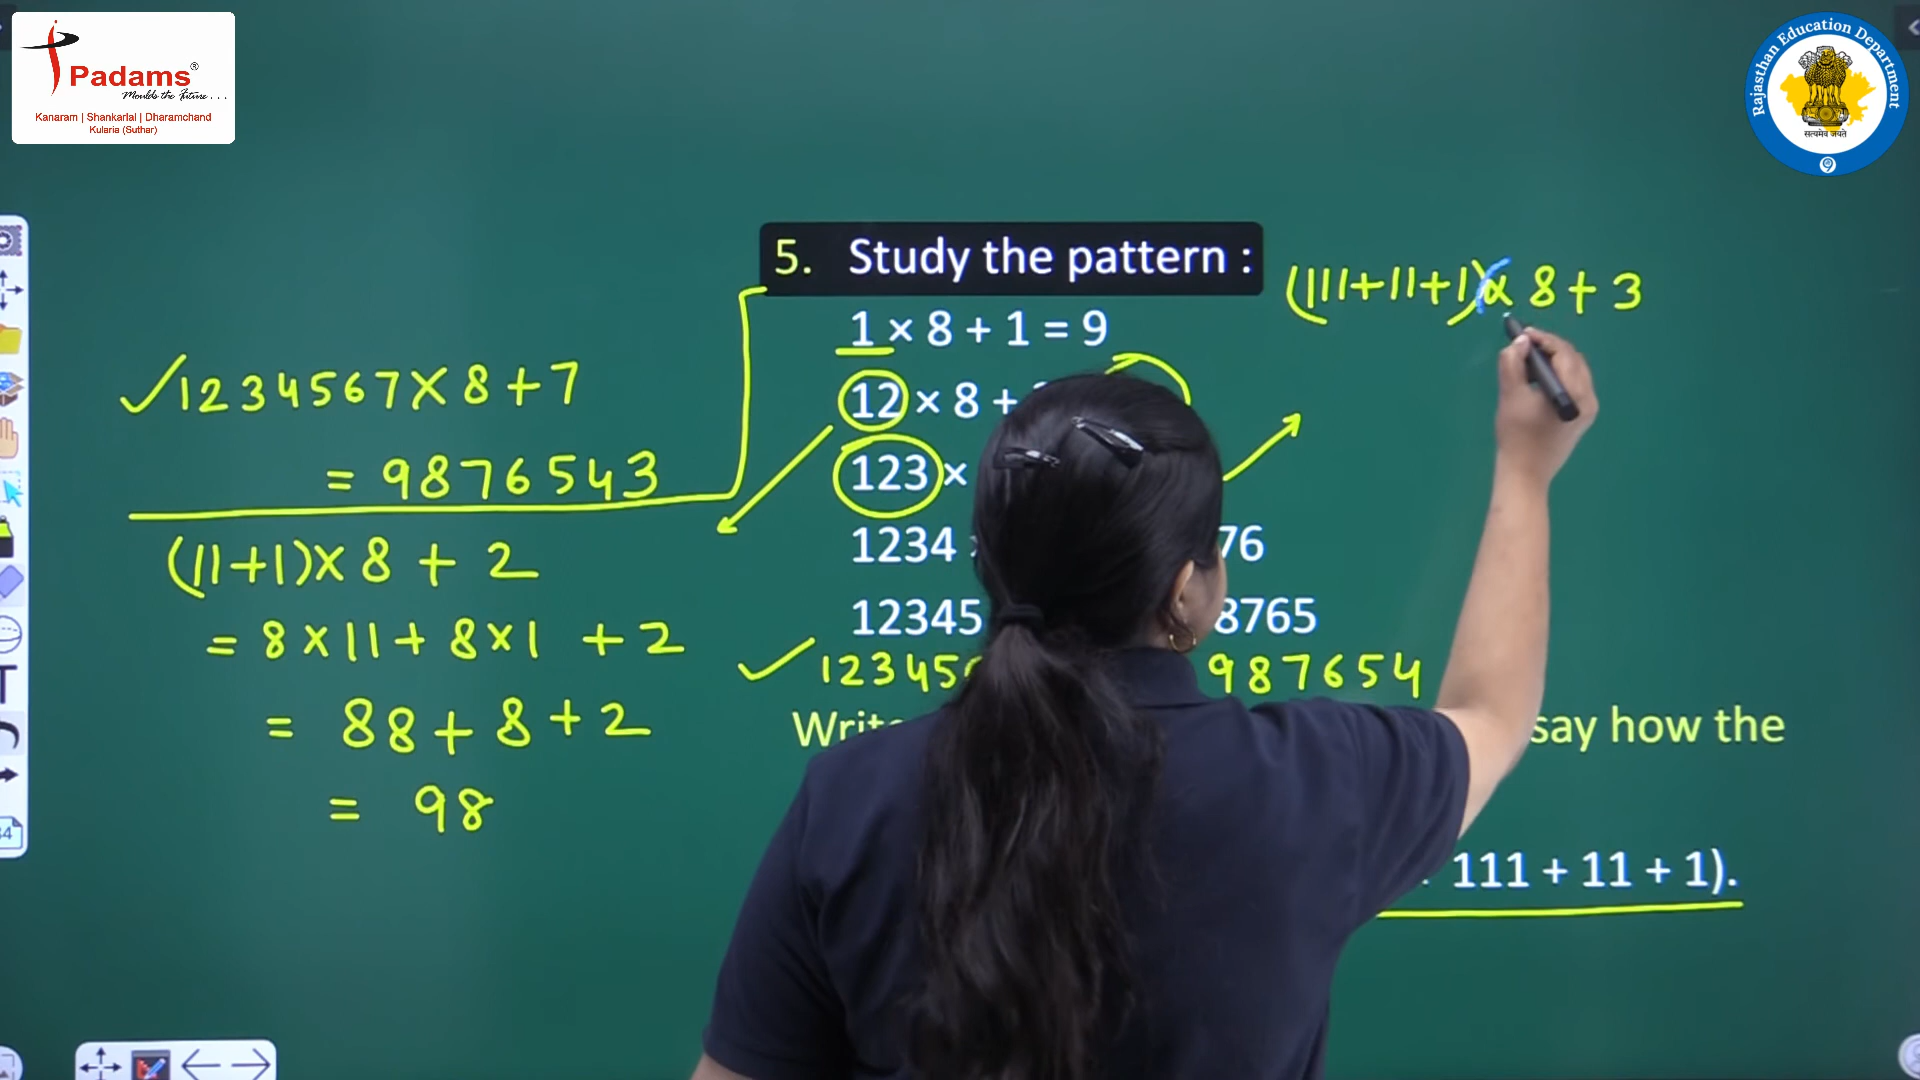 Padams®
Moulds the Future...
Kanaram | Shankarlal | Dharamchand
Kularia (Suthar)
Rajasthan Education Department
सत्यमेव जयते
5. Study the pattern :
1 × 8 + 1 = 9
12 × 8 +
123 ×
1234 76
12345 8765
12345 987654
say how the
111 + 11 + 1).
✓1234567 × 8 + 7
= 9876543
(11+1) × 8 + 2
= 8 × 11 + 8 × 1 + 2
= 88 + 8 + 2
= 98
(111+11+1) × 8 + 3